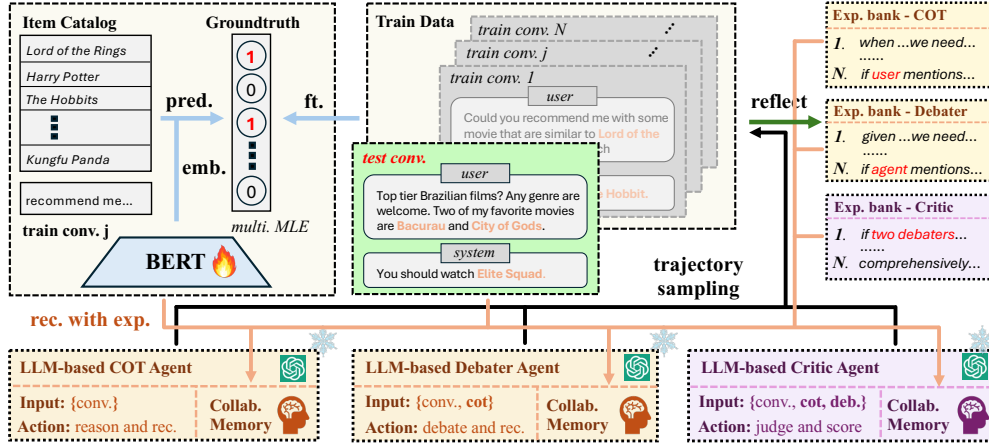 Item Catalog
Lord of the Rings
Harry Potter
The Hobbits
Kungfu Panda
recommend me...
train conv. j
Groundtruth
1
0
1
0
multi. MLE
pred.
emb.
ft.
BERT
Train Data
train conv. N
train conv. j
train conv. 1
user
Could you recommend me with some
movie that are similar to Lord of the
ch
e Hobbit.
test conv.
user
Top tier Brazilian films? Any genre are
welcome. Two of my favorite movies
are Bacurau and City of Gods.
system
You should watch Elite Squad.
reflect
trajectory
sampling
rec. with exp.
Exp. bank - COT
1. when ...we need...
......
N. if user mentions...
Exp. bank - Debater
1. given ...we need...
......
N. if agent mentions...
Exp. bank - Critic
1. if two debaters...
......
N. comprehensively...
LLM-based COT Agent
Input: {conv.}
Action: reason and rec.
Collab.
Memory
LLM-based Debater Agent
Input: {conv., cot}
Action: debate and rec.
Collab.
Memory
LLM-based Critic Agent
Input: {conv., cot, deb.}
Action: judge and score
Collab.
Memory